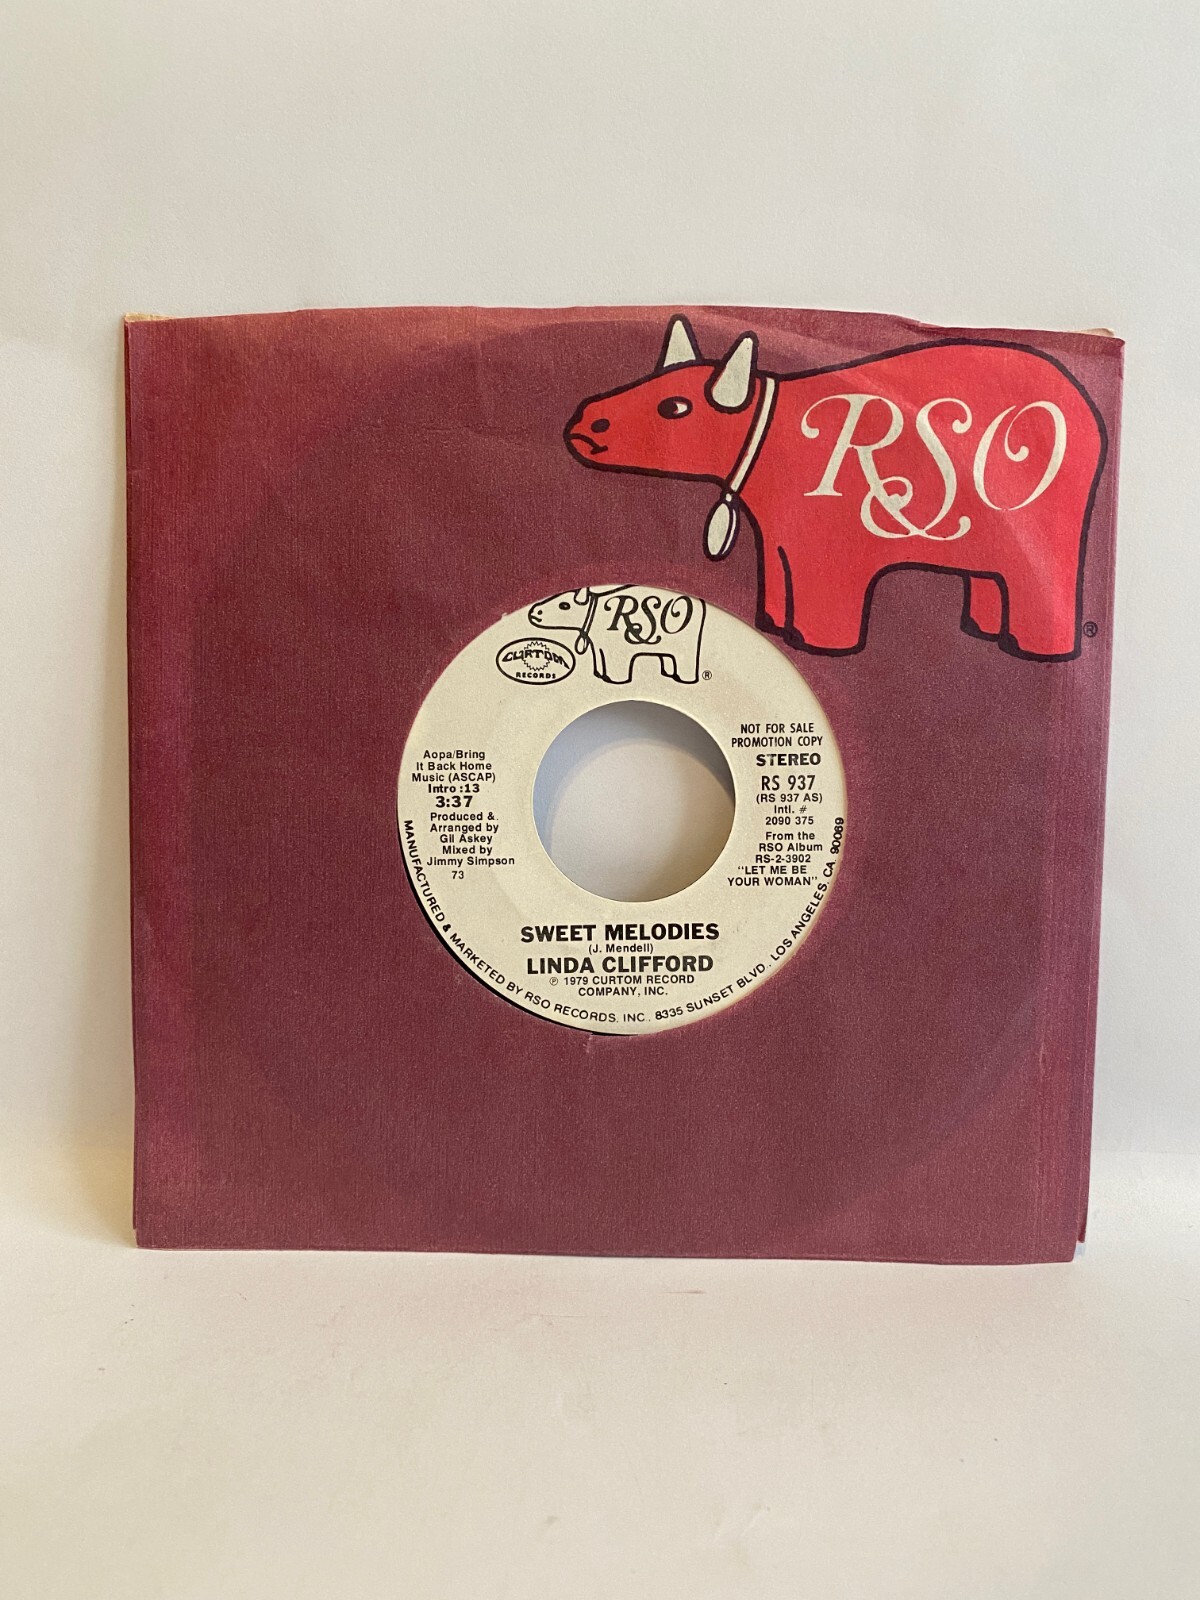 RSO
®
RSO
®
CURTOM
RECORDS
Aopa/Bring
It Back Home
Music (ASCAP)
Intro :13
3:37
Produced &
Arranged by
Gil Askey
Mixed by
Jimmy Simpson
73
NOT FOR SALE
PROMOTION COPY
STEREO
RS 937
(RS 937 AS)
Intl. #
2090 375
From the
RSO Album
RS-2-3902
"LET ME BE
YOUR WOMAN"
SWEET MELODIES
(J. Mendell)
LINDA CLIFFORD
℗ 1979 CURTOM RECORD
COMPANY, INC.
MANUFACTURED & MARKETED BY RSO RECORDS, INC., 8335 SUNSET BLVD., LOS ANGELES, CA. 90069